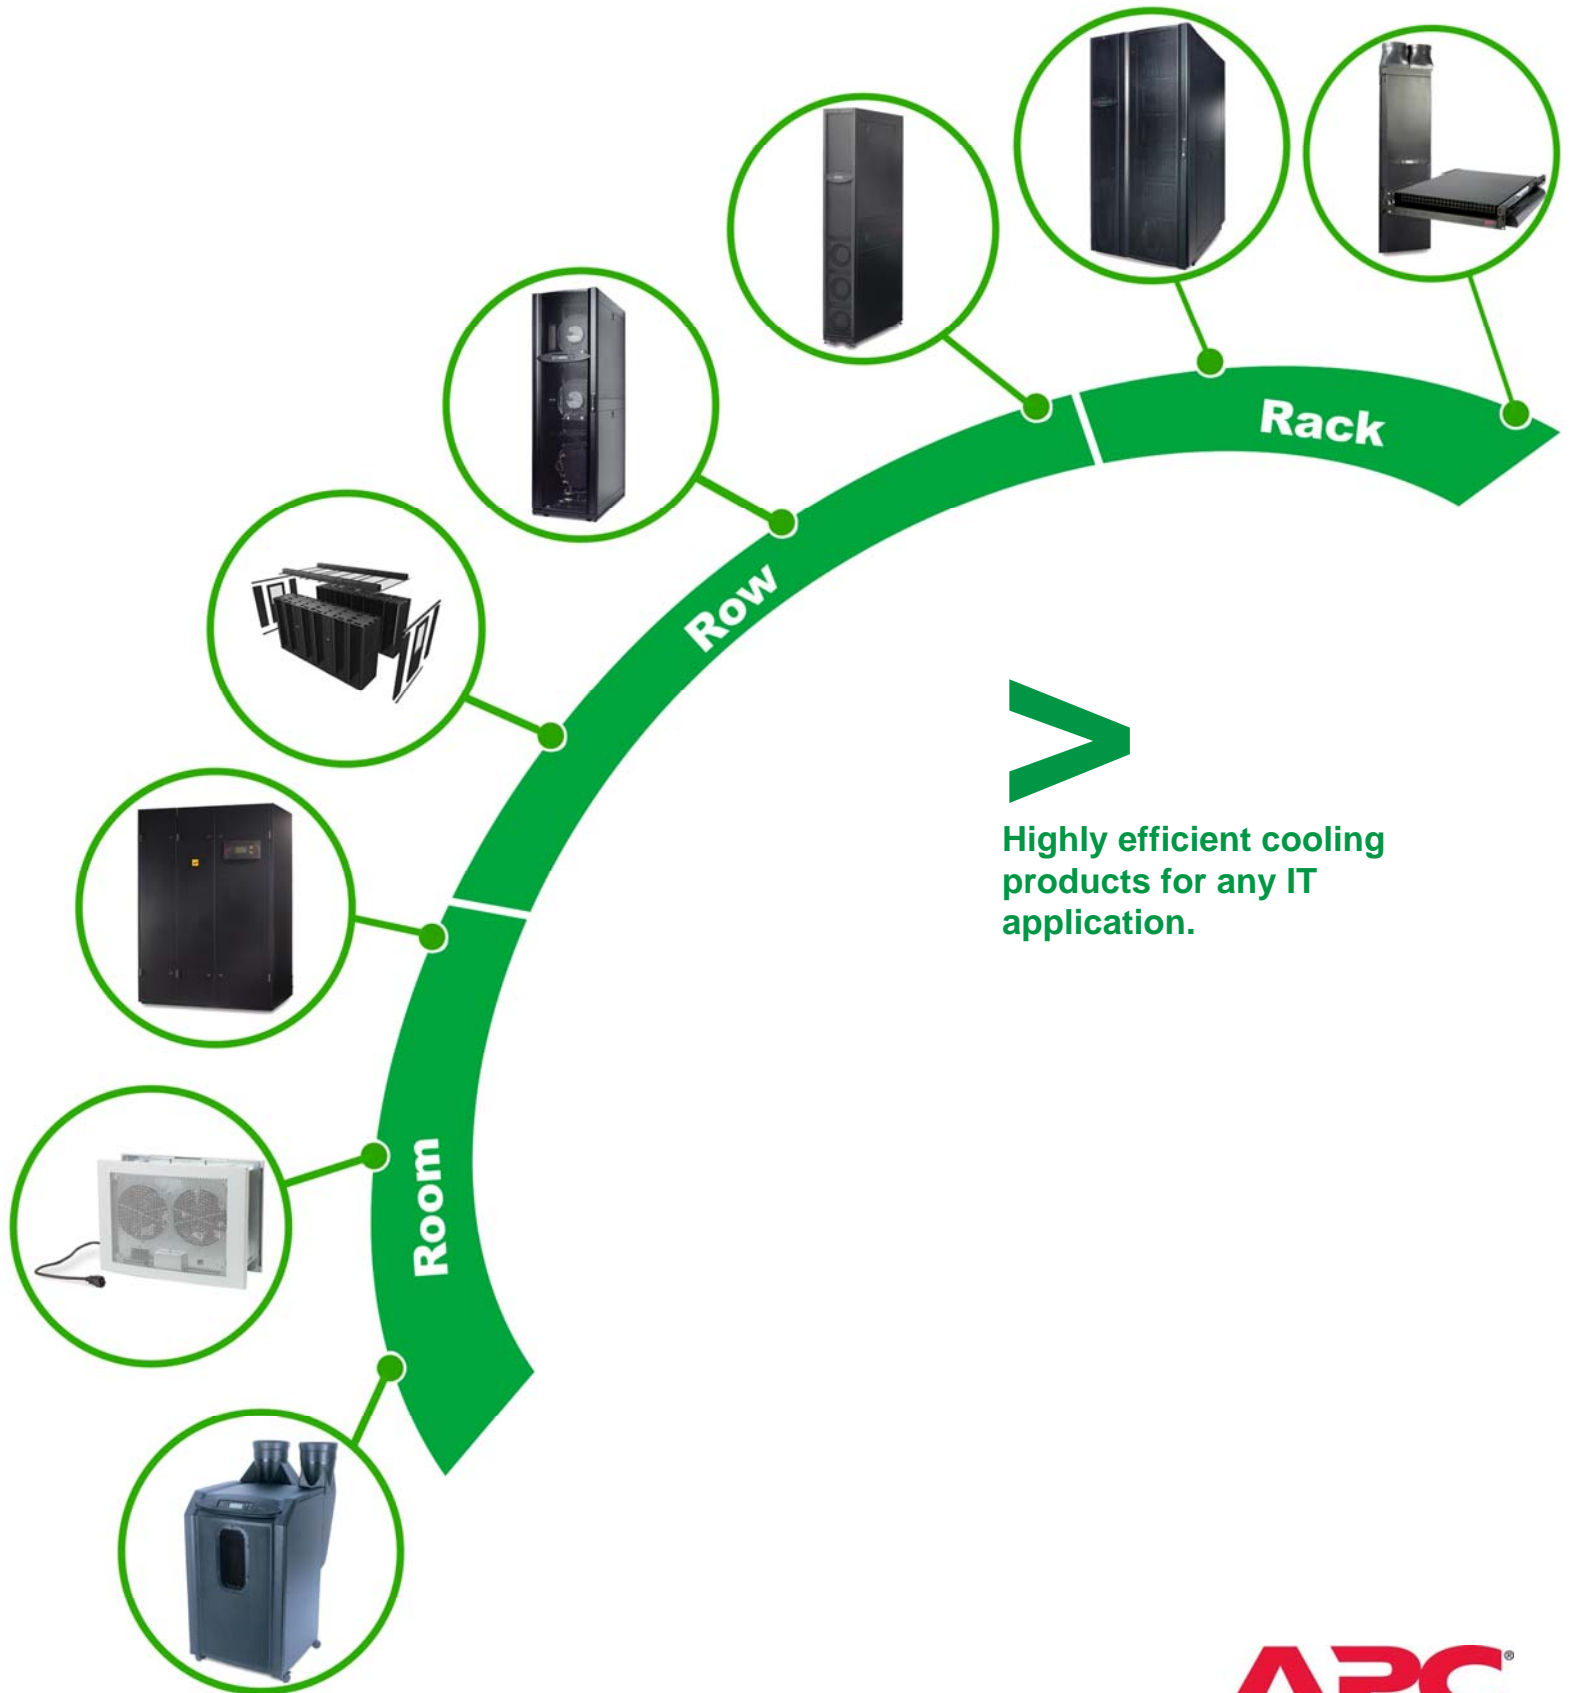 Rack
Row
>
Highly efficient cooling
products for any IT
application.
Room
APC®